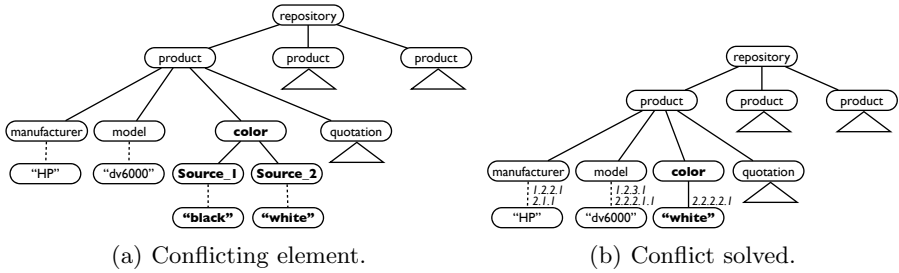 repository
product
product
product
manufacturer
model
color
quotation
“HP”
“dv6000”
Source_1
Source_2
“black”
“white”
(a) Conflicting element.
repository
product
product
product
manufacturer
model
color
quotation
1.2.2.1
2.1.1
1.2.3.1
2.2.2.1.1
2.2.2.2.1
“HP”
“dv6000”
“white”
(b) Conflict solved.